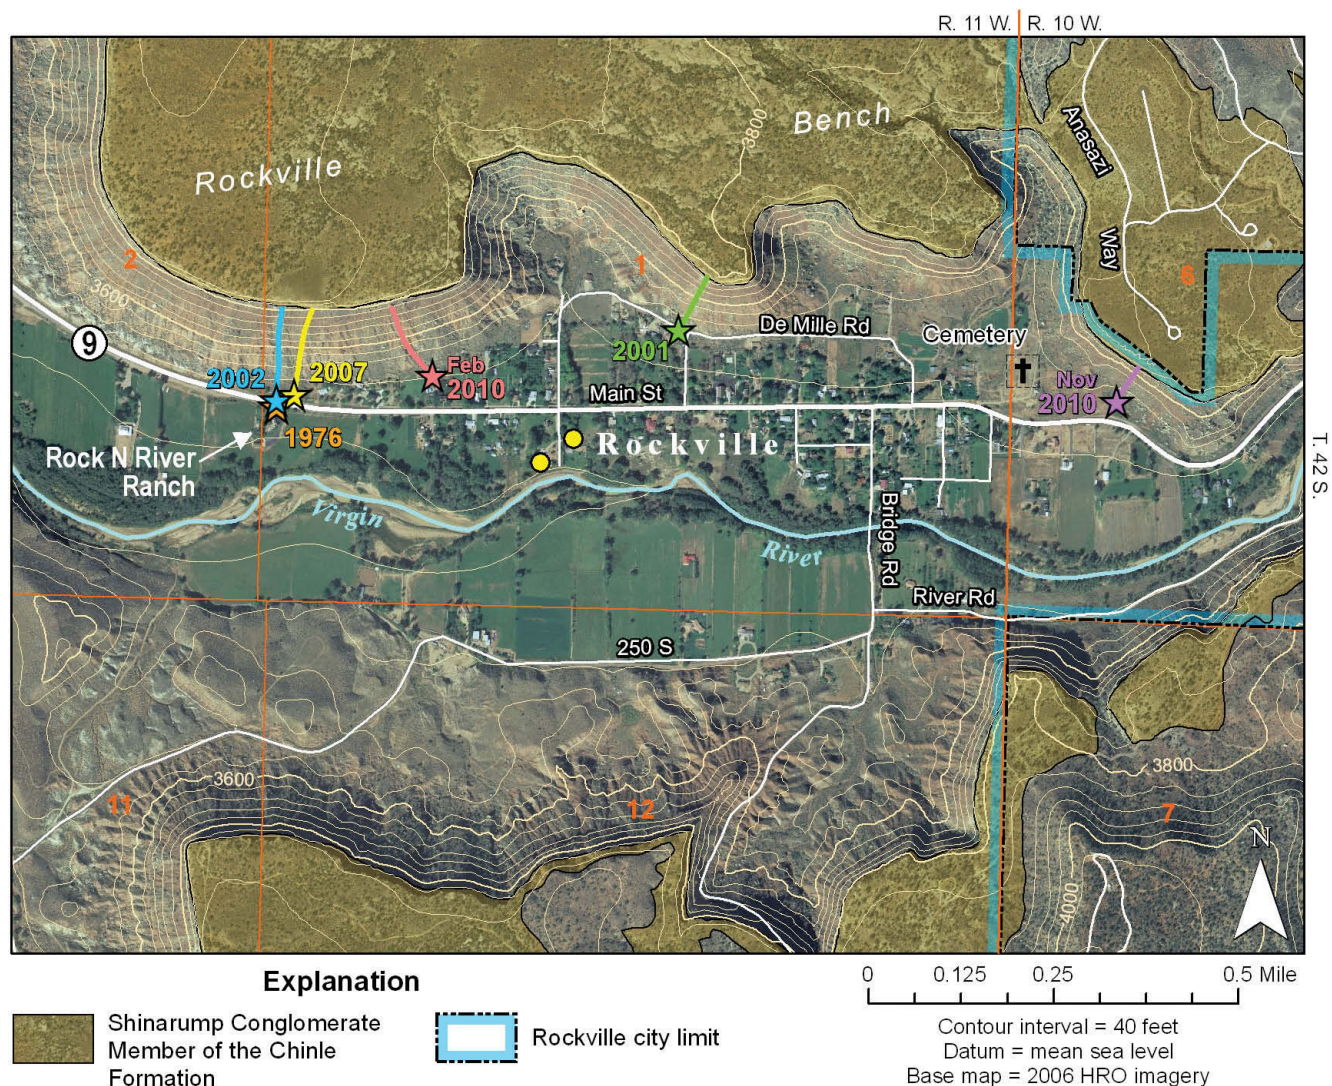 R. 11 W. R. 10 W.
Rockville Bench
3800
Anasazi
Way
2
1
6
3600
9
De Mille Rd
Cemetery
2001
2002
2007
Feb
2010
Main St
Nov
2010
1976
Rockville
Rock N River
Ranch
T. 42 S.
Virgin
River
Bridge Rd
River Rd
250 S
3600
3800
11
12
7
4000
N
Explanation
Shinarump Conglomerate
Member of the Chinle
Formation
Rockville city limit
0 0.125 0.25 0.5 Mile
Contour interval = 40 feet
Datum = mean sea level
Base map = 2006 HRO imagery